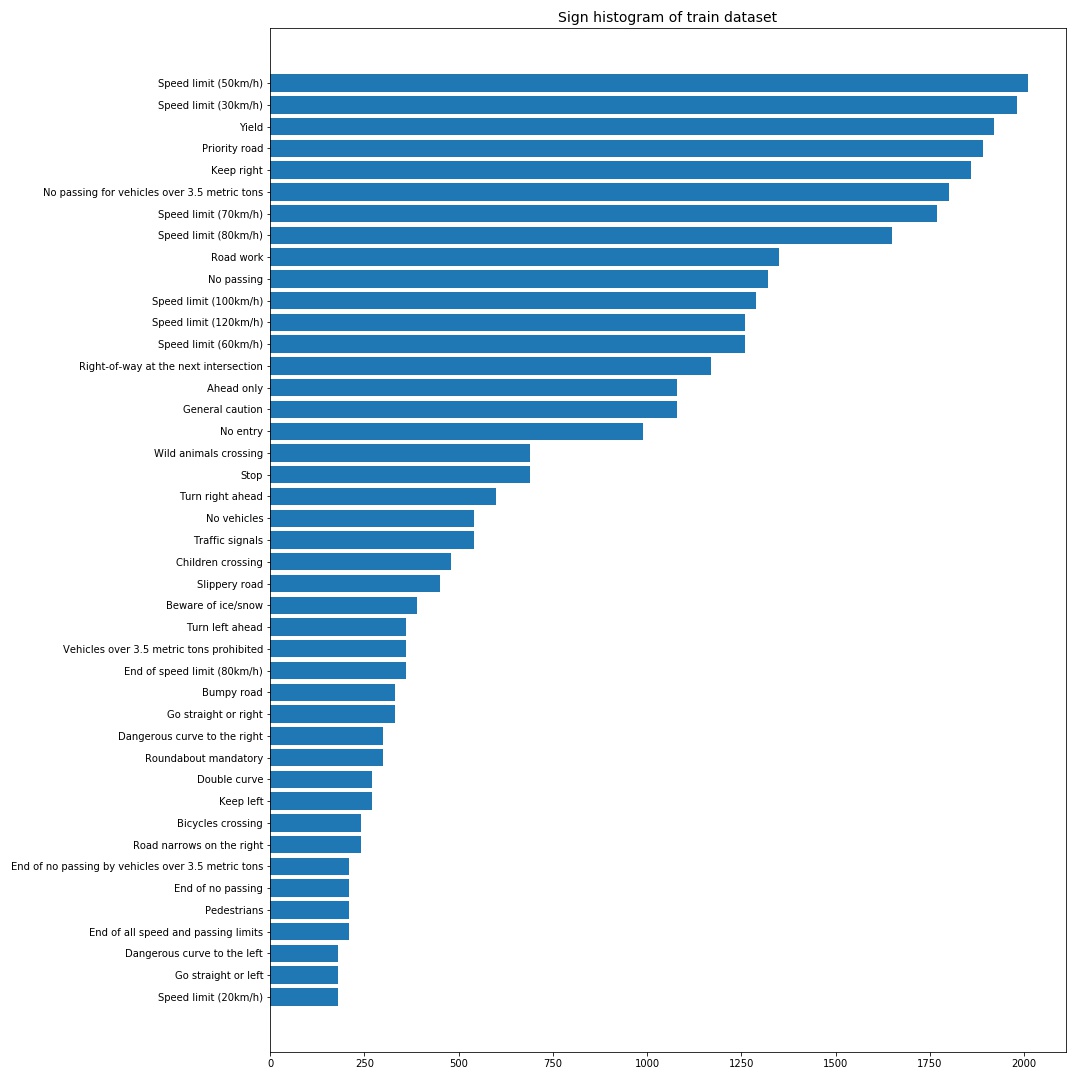 Sign histogram of train dataset
Speed limit (50km/h)
Speed limit (30km/h)
Yield
Priority road
Keep right
No passing for vehicles over 3.5 metric tons
Speed limit (70km/h)
Speed limit (80km/h)
Road work
No passing
Speed limit (100km/h)
Speed limit (120km/h)
Speed limit (60km/h)
Right-of-way at the next intersection
Ahead only
General caution
No entry
Wild animals crossing
Stop
Turn right ahead
No vehicles
Traffic signals
Children crossing
Slippery road
Beware of ice/snow
Turn left ahead
Vehicles over 3.5 metric tons prohibited
End of speed limit (80km/h)
Bumpy road
Go straight or right
Dangerous curve to the right
Roundabout mandatory
Double curve
Keep left
Bicycles crossing
Road narrows on the right
End of no passing by vehicles over 3.5 metric tons
End of no passing
Pedestrians
End of all speed and passing limits
Dangerous curve to the left
Go straight or left
Speed limit (20km/h)
0 250 500 750 1000 1250 1500 1750 2000